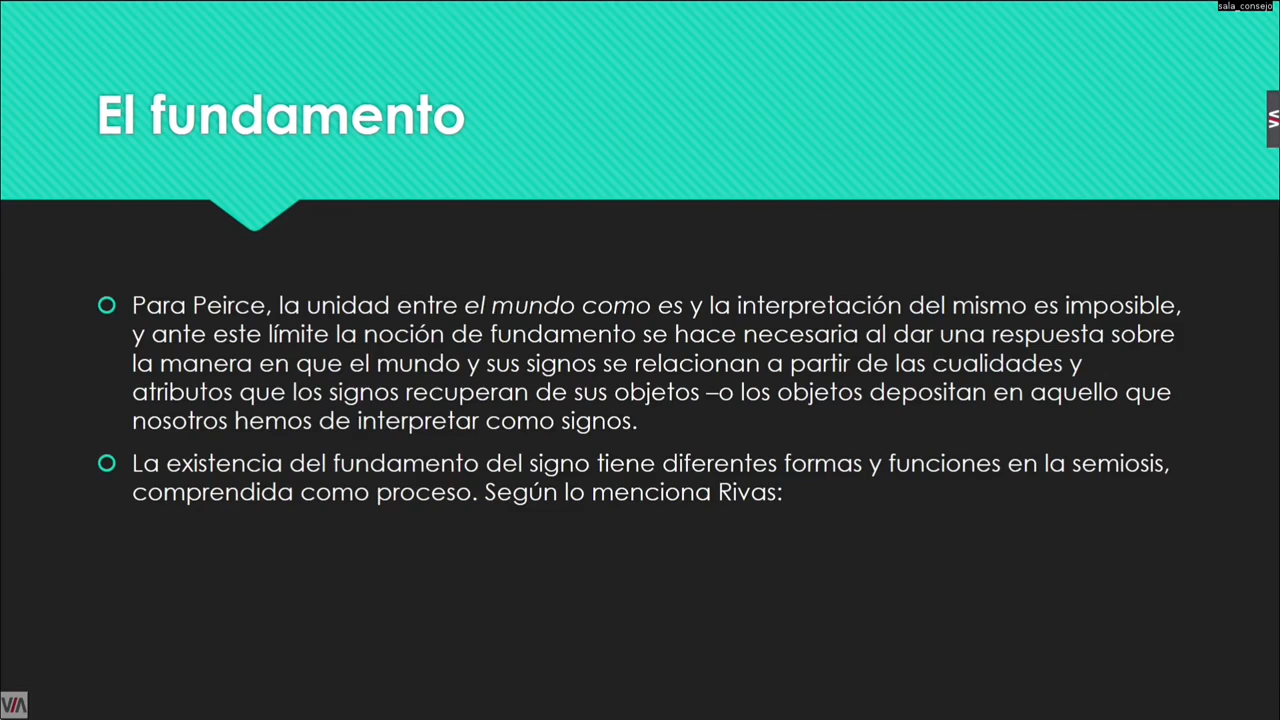 sala_consejo
El fundamento
VIA
Para Peirce, la unidad entre el mundo como es y la interpretación del mismo es imposible,
y ante este límite la noción de fundamento se hace necesaria al dar una respuesta sobre
la manera en que el mundo y sus signos se relacionan a partir de las cualidades y
atributos que los signos recuperan de sus objetos –o los objetos depositan en aquello que
nosotros hemos de interpretar como signos.
La existencia del fundamento del signo tiene diferentes formas y funciones en la semiosis,
comprendida como proceso. Según lo menciona Rivas:
VIA